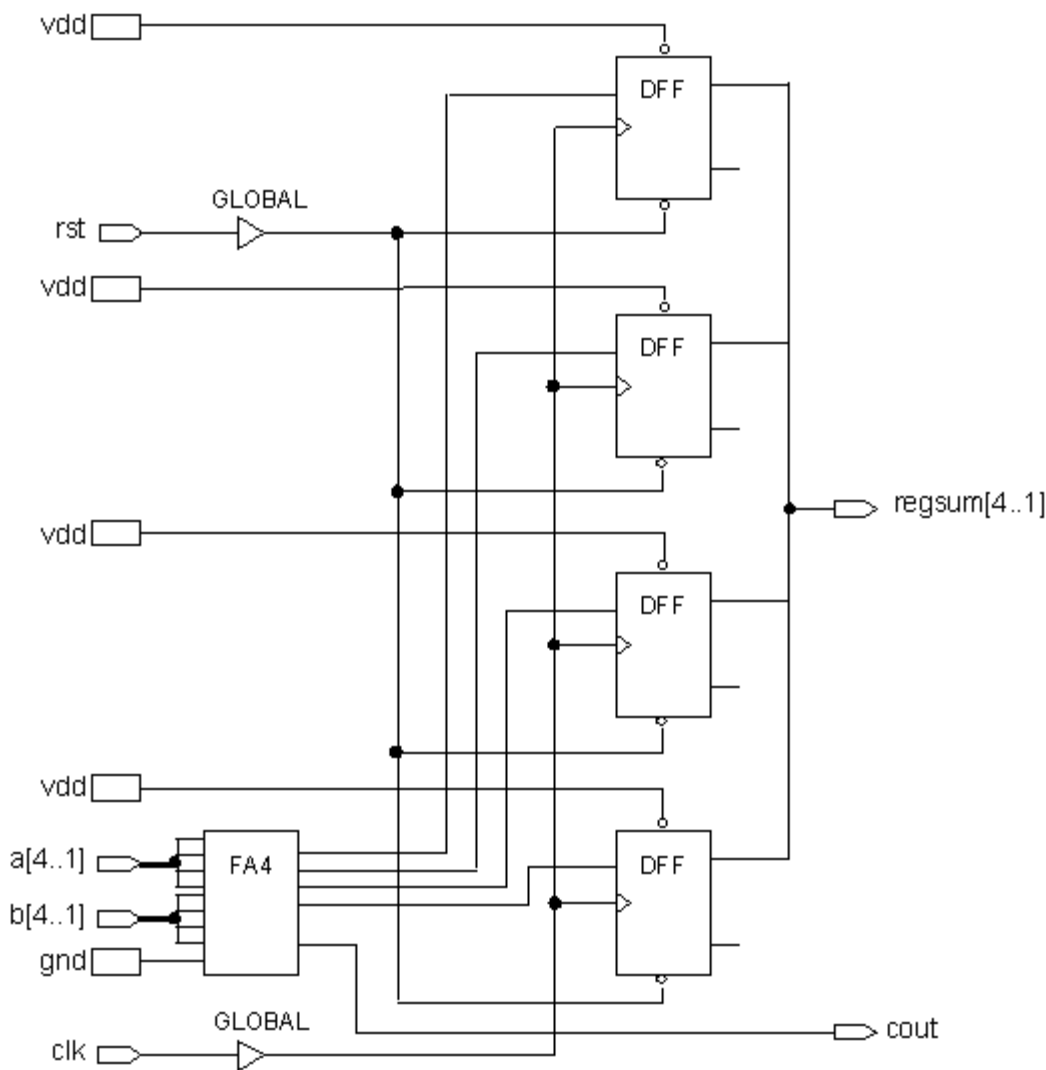 vdd
DFF
GLOBAL
rst
vdd
DFF
regsum[4..1]
vdd
DFF
vdd
a[4..1]
FA4
DFF
b[4..1]
gnd
GLOBAL
cout
clk